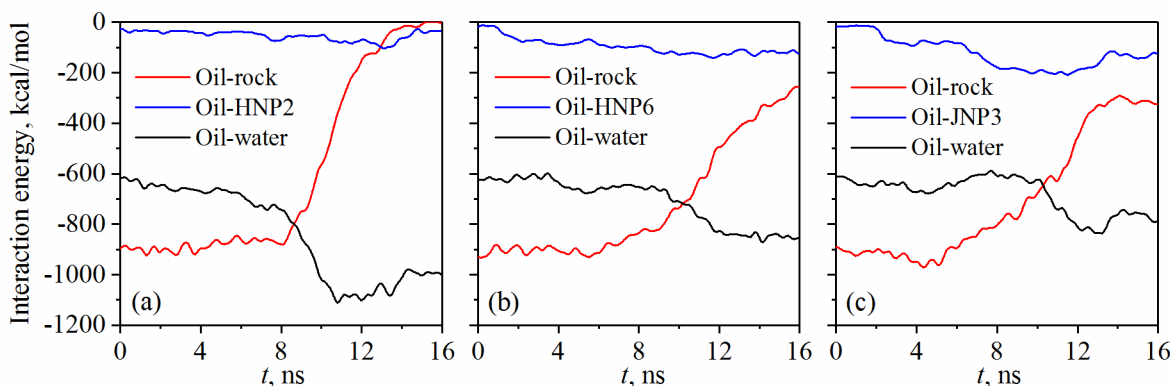 Interaction energy, kcal/mol
0
-200
-400
-600
-800
-1000
-1200
Oil-rock
Oil-HNP2
Oil-water
(a)
0 4 8 12 16
t, ns
Oil-rock
Oil-HNP6
Oil-water
(b)
0 4 8 12 16
t, ns
Oil-rock
Oil-JNP3
Oil-water
(c)
0 4 8 12 16
t, ns